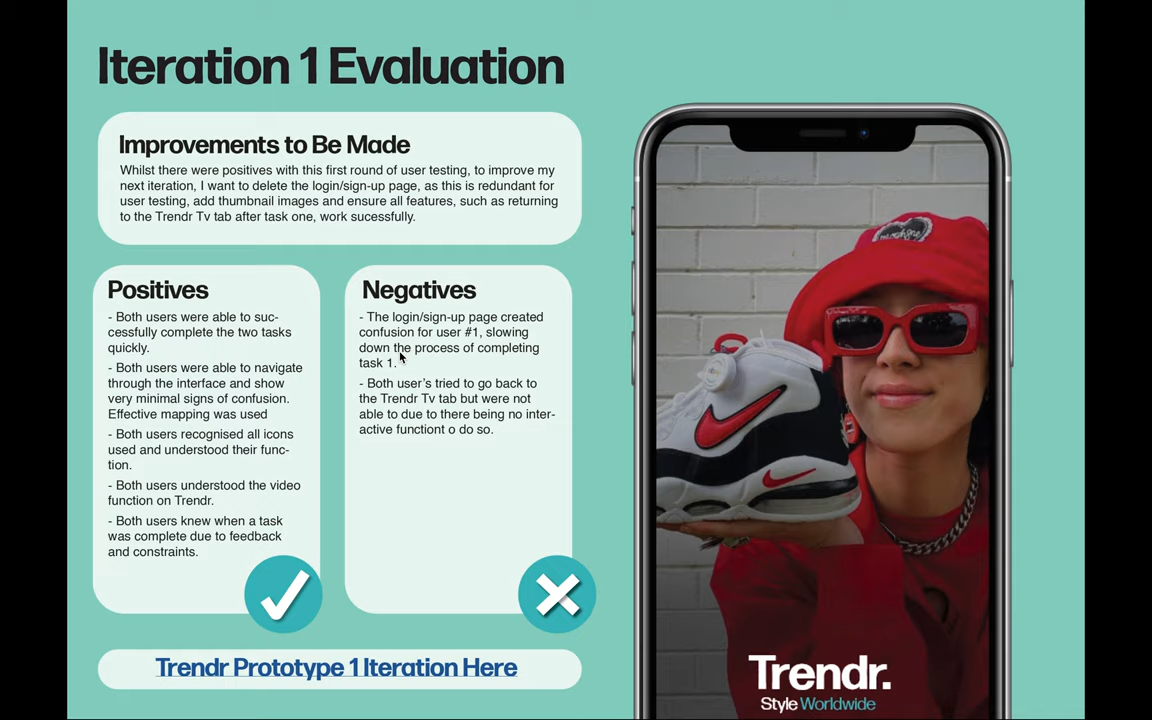 Iteration 1 Evaluation
Improvements to Be Made
Whilst there were positives with this first round of user testing, to improve my
next iteration, I want to delete the login/sign-up page, as this is redundant for
user testing, add thumbnail images and ensure all features, such as returning
to the Trendr Tv tab after task one, work sucessfully.
Positives
- Both users were able to suc-
cessfully complete the two tasks
quickly.
- Both users were able to navigate
through the interface and show
very minimal signs of confusion.
Effective mapping was used
- Both users recognised all icons
used and understood their func-
tion.
- Both users understood the video
function on Trendr.
- Both users knew when a task
was complete due to feedback
and constraints.
Negatives
- The login/sign-up page created
confusion for user #1, slowing
down the process of completing
task 1.
- Both user's tried to go back to
the Trendr Tv tab but were not
able to due to there being no inter-
active functiont o do so.
Trendr Prototype 1 Iteration Here
Trendr.
Style Worldwide